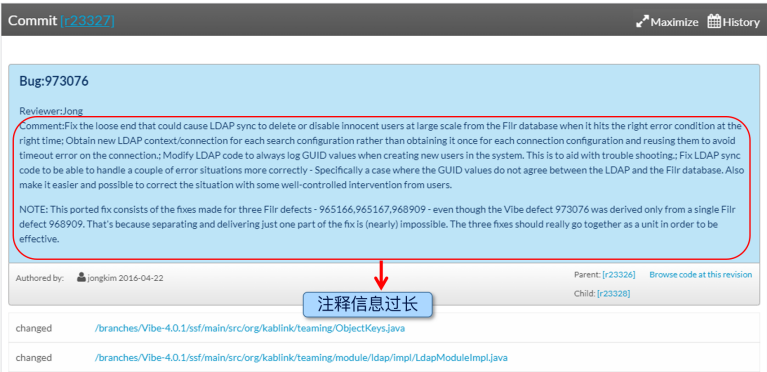 Commit [r23327]
Maximize History
Bug:973076
Reviewer:Jong
Comment:Fix the loose end that could cause LDAP sync to delete or disable innocent users at large scale from the Filr database when it hits the right error condition at the
right time; Obtain new LDAP context/connection for each search configuration rather than obtaining it once for each connection configuration and reusing them to avoid
timeout error on the connection.; Modify LDAP code to always log GUID values when creating new users in the system. This is to aid with trouble shooting.; Fix LDAP sync
code to be able to handle a couple of error situations more correctly - Specifically a case where the GUID values do not agree between the LDAP and the Filr database. Also
make it easier and possible to correct the situation with some well-controlled intervention from users.
NOTE: This ported fix consists of the fixes made for three Filr defects - 965166,965167,968909 - even though the Vibe defect 973076 was derived only from a single Filr
defect 968909. That's because separating and delivering just one part of the fix is (nearly) impossible. The three fixes should really go together as a unit in order to be
effective.
Authored by: jongkim 2016-04-22
Parent: [r23326] Browse code at this revision
Child: [r23328]
注释信息过长
changed /branches/Vibe-4.0.1/ssf/main/src/org/kablink/teaming/ObjectKeys.java
changed /branches/Vibe-4.0.1/ssf/main/src/org/kablink/teaming/module/ldap/impl/LdapModuleImpl.java